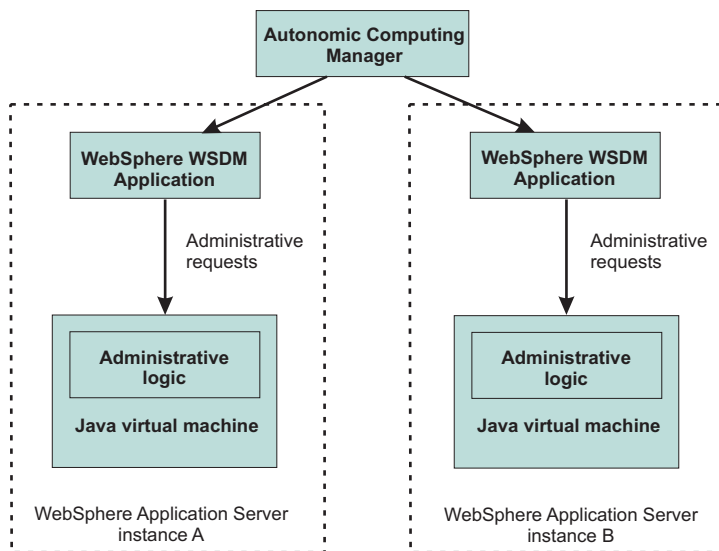 Autonomic Computing
Manager
WebSphere WSDM
Application
Administrative
requests
Administrative
logic
Java virtual machine
WebSphere Application Server
instance A
WebSphere WSDM
Application
Administrative
requests
Administrative
logic
Java virtual machine
WebSphere Application Server
instance B